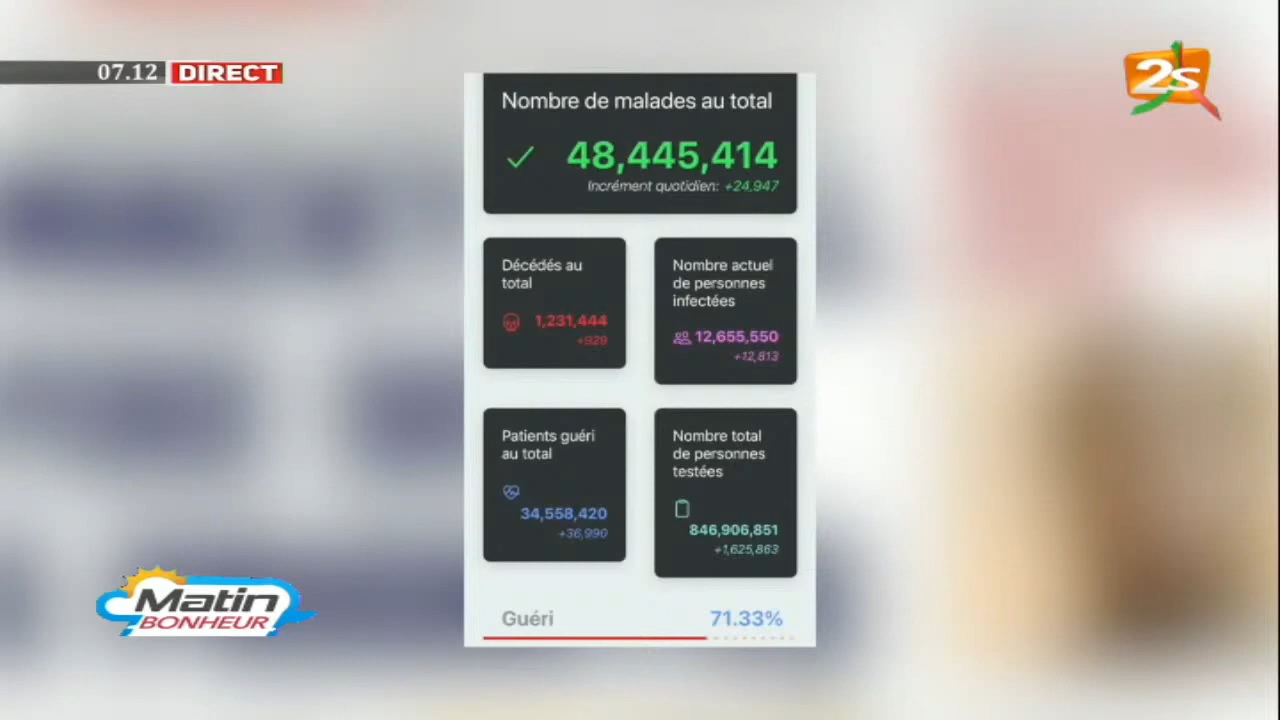 07.12 DIRECT
2s
Nombre de malades au total
48,445,414
Incrément quotidien: +24,947
Décédés au
total
1,231,444
+929
Nombre actuel
de personnes
infectées
12,655,550
+12,813
Patients guéri
au total
34,558,420
+36,990
Nombre total
de personnes
testées
846,906,851
+1,625,863
Guéri 71.33%
Matin
BONHEUR